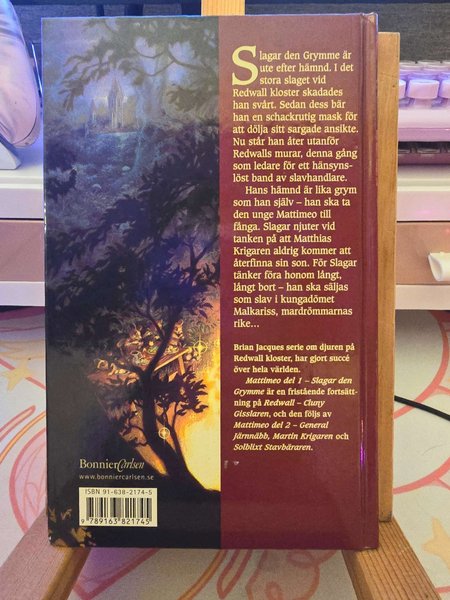 Slagar den Grymme är
ute efter hämnd. I det
stora slaget vid
Redwall kloster skadades
han svårt. Sedan dess bär
han en schackrutig mask för
att dölja sitt sargade ansikte.
Nu står han åter utanför
Redwalls murar, denna gång
som ledare för ett hänsyns-
löst band av slavhandlare.
Hans hämnd är lika grym
som han själv – han ska ta
den unge Mattimeo till
fånga. Slagar njuter vid
tanken på att Matthias
Krigaren aldrig kommer att
återfinna sin son. För Slagar
tänker föra honom långt,
långt bort – han ska säljas
som slav i kungadömet
Malkariss, mardrömmarnas
rike...
Brian Jacques serie om djuren på
Redwall kloster, har gjort succé
över hela världen.
Mattimeo del 1 – Slagar den
Grymme är en fristående fortsätt-
ning på Redwall – Cluny
Gisslaren, och den följs av
Mattimeo del 2 – General
Järnnäbb, Martin Krigaren och
Solblixt Stavbäraren.
BonnierCarlsen
www.bonniercarlsen.se
ISBN 91-638-2174-5
9789163821745